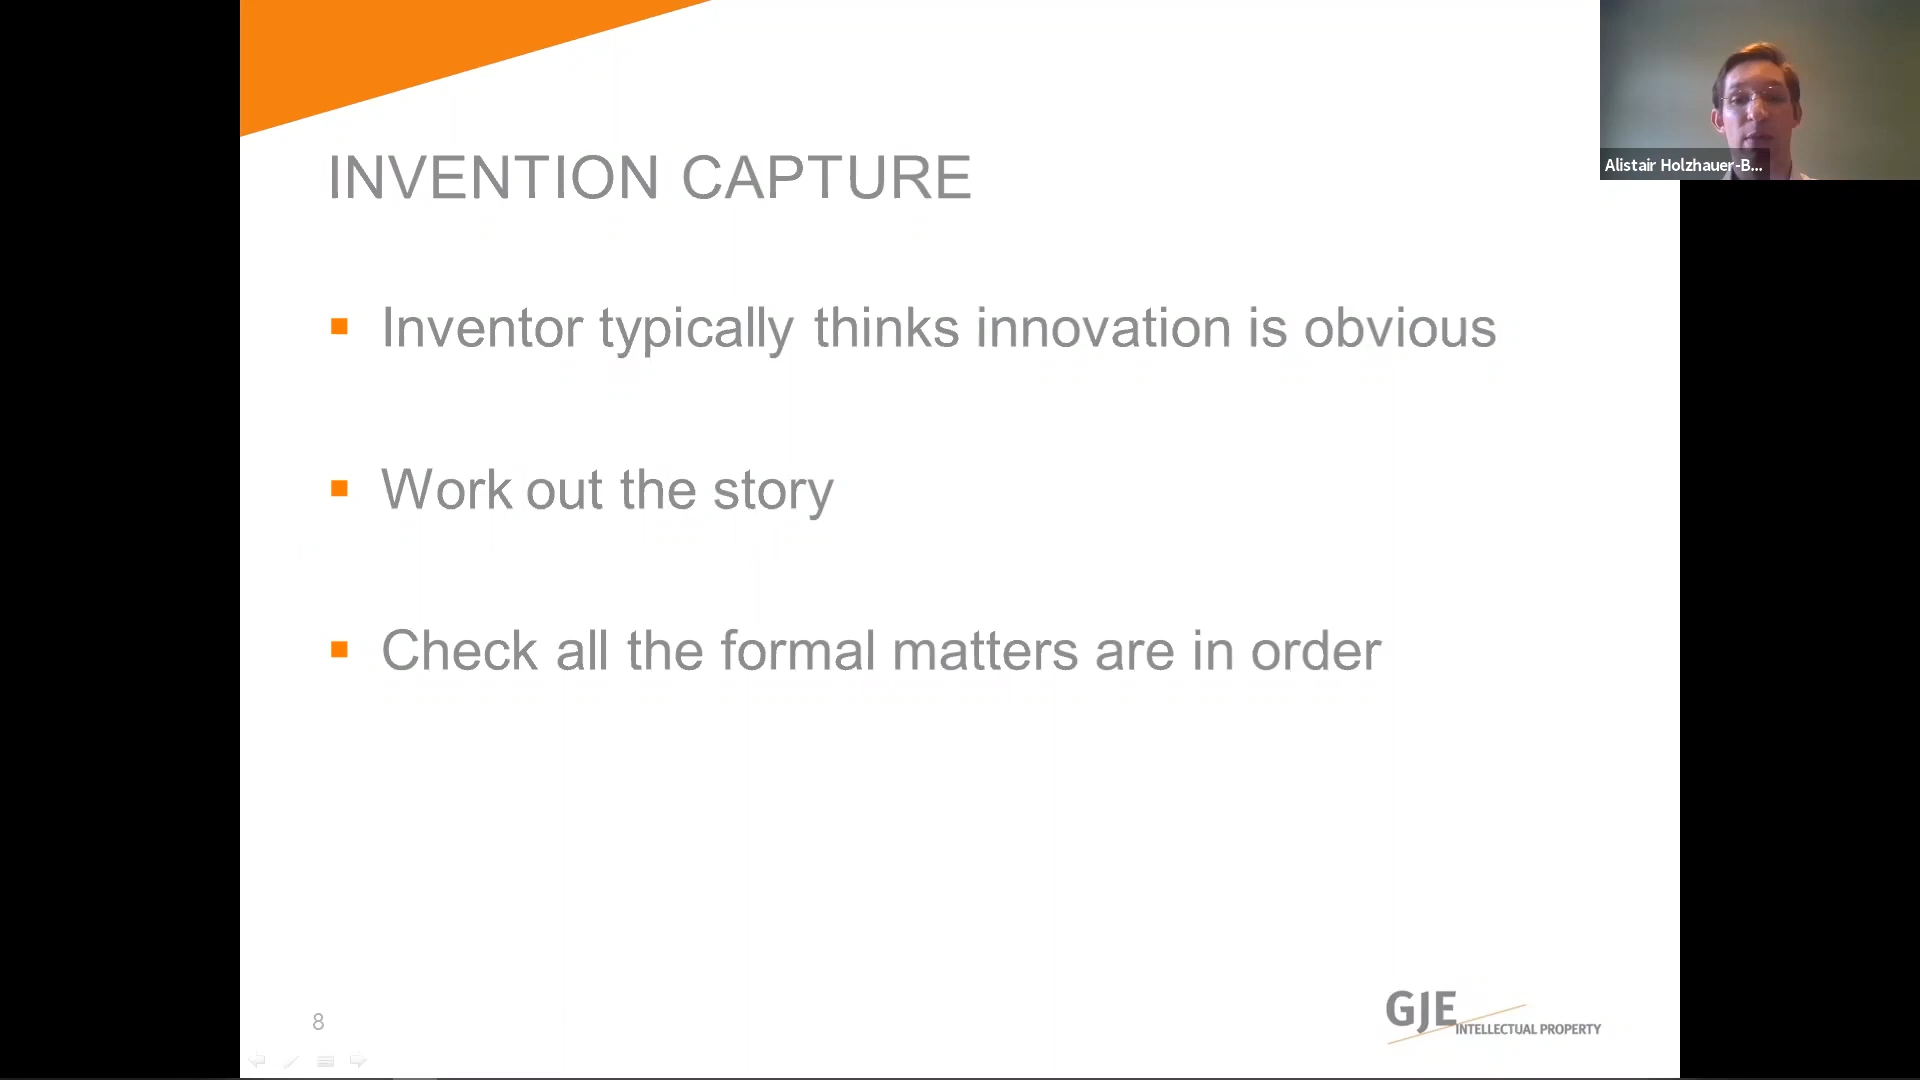 Alistair Holzhauer-B...
INVENTION CAPTURE
Inventor typically thinks innovation is obvious
Work out the story
Check all the formal matters are in order
8
GJE
INTELLECTUAL PROPERTY